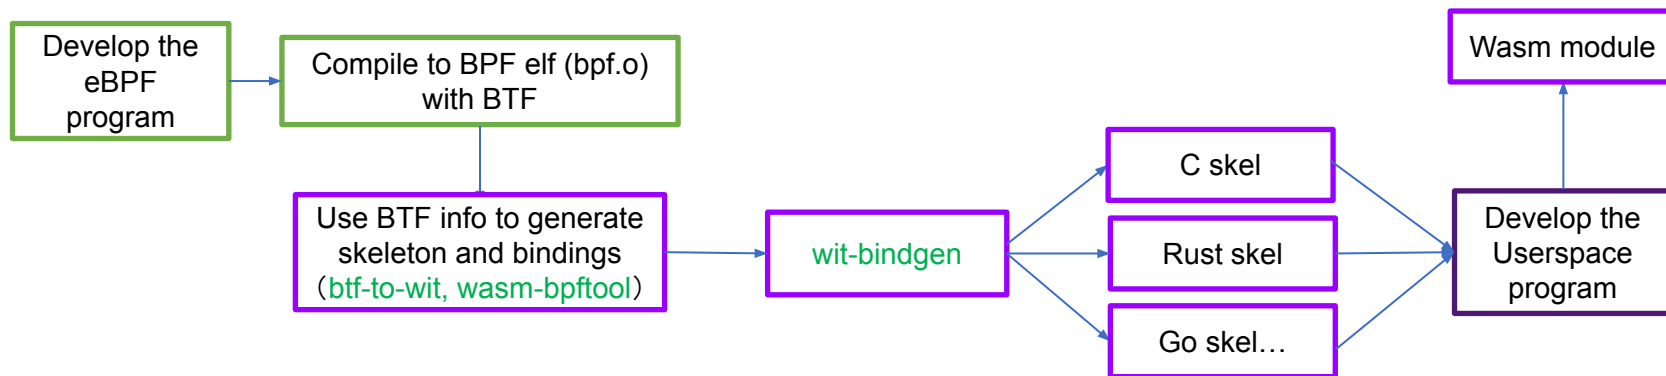 Develop the
eBPF
program
Compile to BPF elf (bpf.o)
with BTF
Use BTF info to generate
skeleton and bindings
（btf-to-wit, wasm-bpftool）
wit-bindgen
C skel
Rust skel
Go skel…
Wasm module
Develop the
Userspace
program